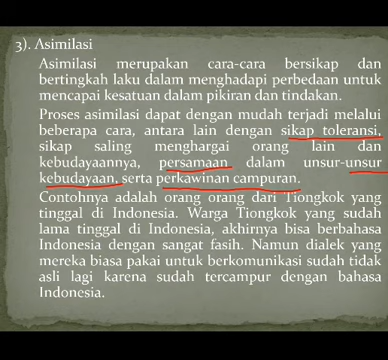 3). Asimilasi
Asimilasi merupakan cara-cara bersikap dan
bertingkah laku dalam menghadapi perbedaan untuk
mencapai kesatuan dalam pikiran dan tindakan.
Proses asimilasi dapat dengan mudah terjadi melalui
beberapa cara, antara lain dengan sikap toleransi,
sikap saling menghargai orang lain dan
kebudayaannya, persamaan dalam unsur-unsur
kebudayaan, serta perkawinan campuran.
Contohnya adalah orang orang dari Tiongkok yang
tinggal di Indonesia. Warga Tiongkok yang sudah
lama tinggal di Indonesia, akhirnya bisa berbahasa
Indonesia dengan sangat fasih. Namun dialek yang
mereka biasa pakai untuk berkomunikasi sudah tidak
asli lagi karena sudah tercampur dengan bahasa
Indonesia.